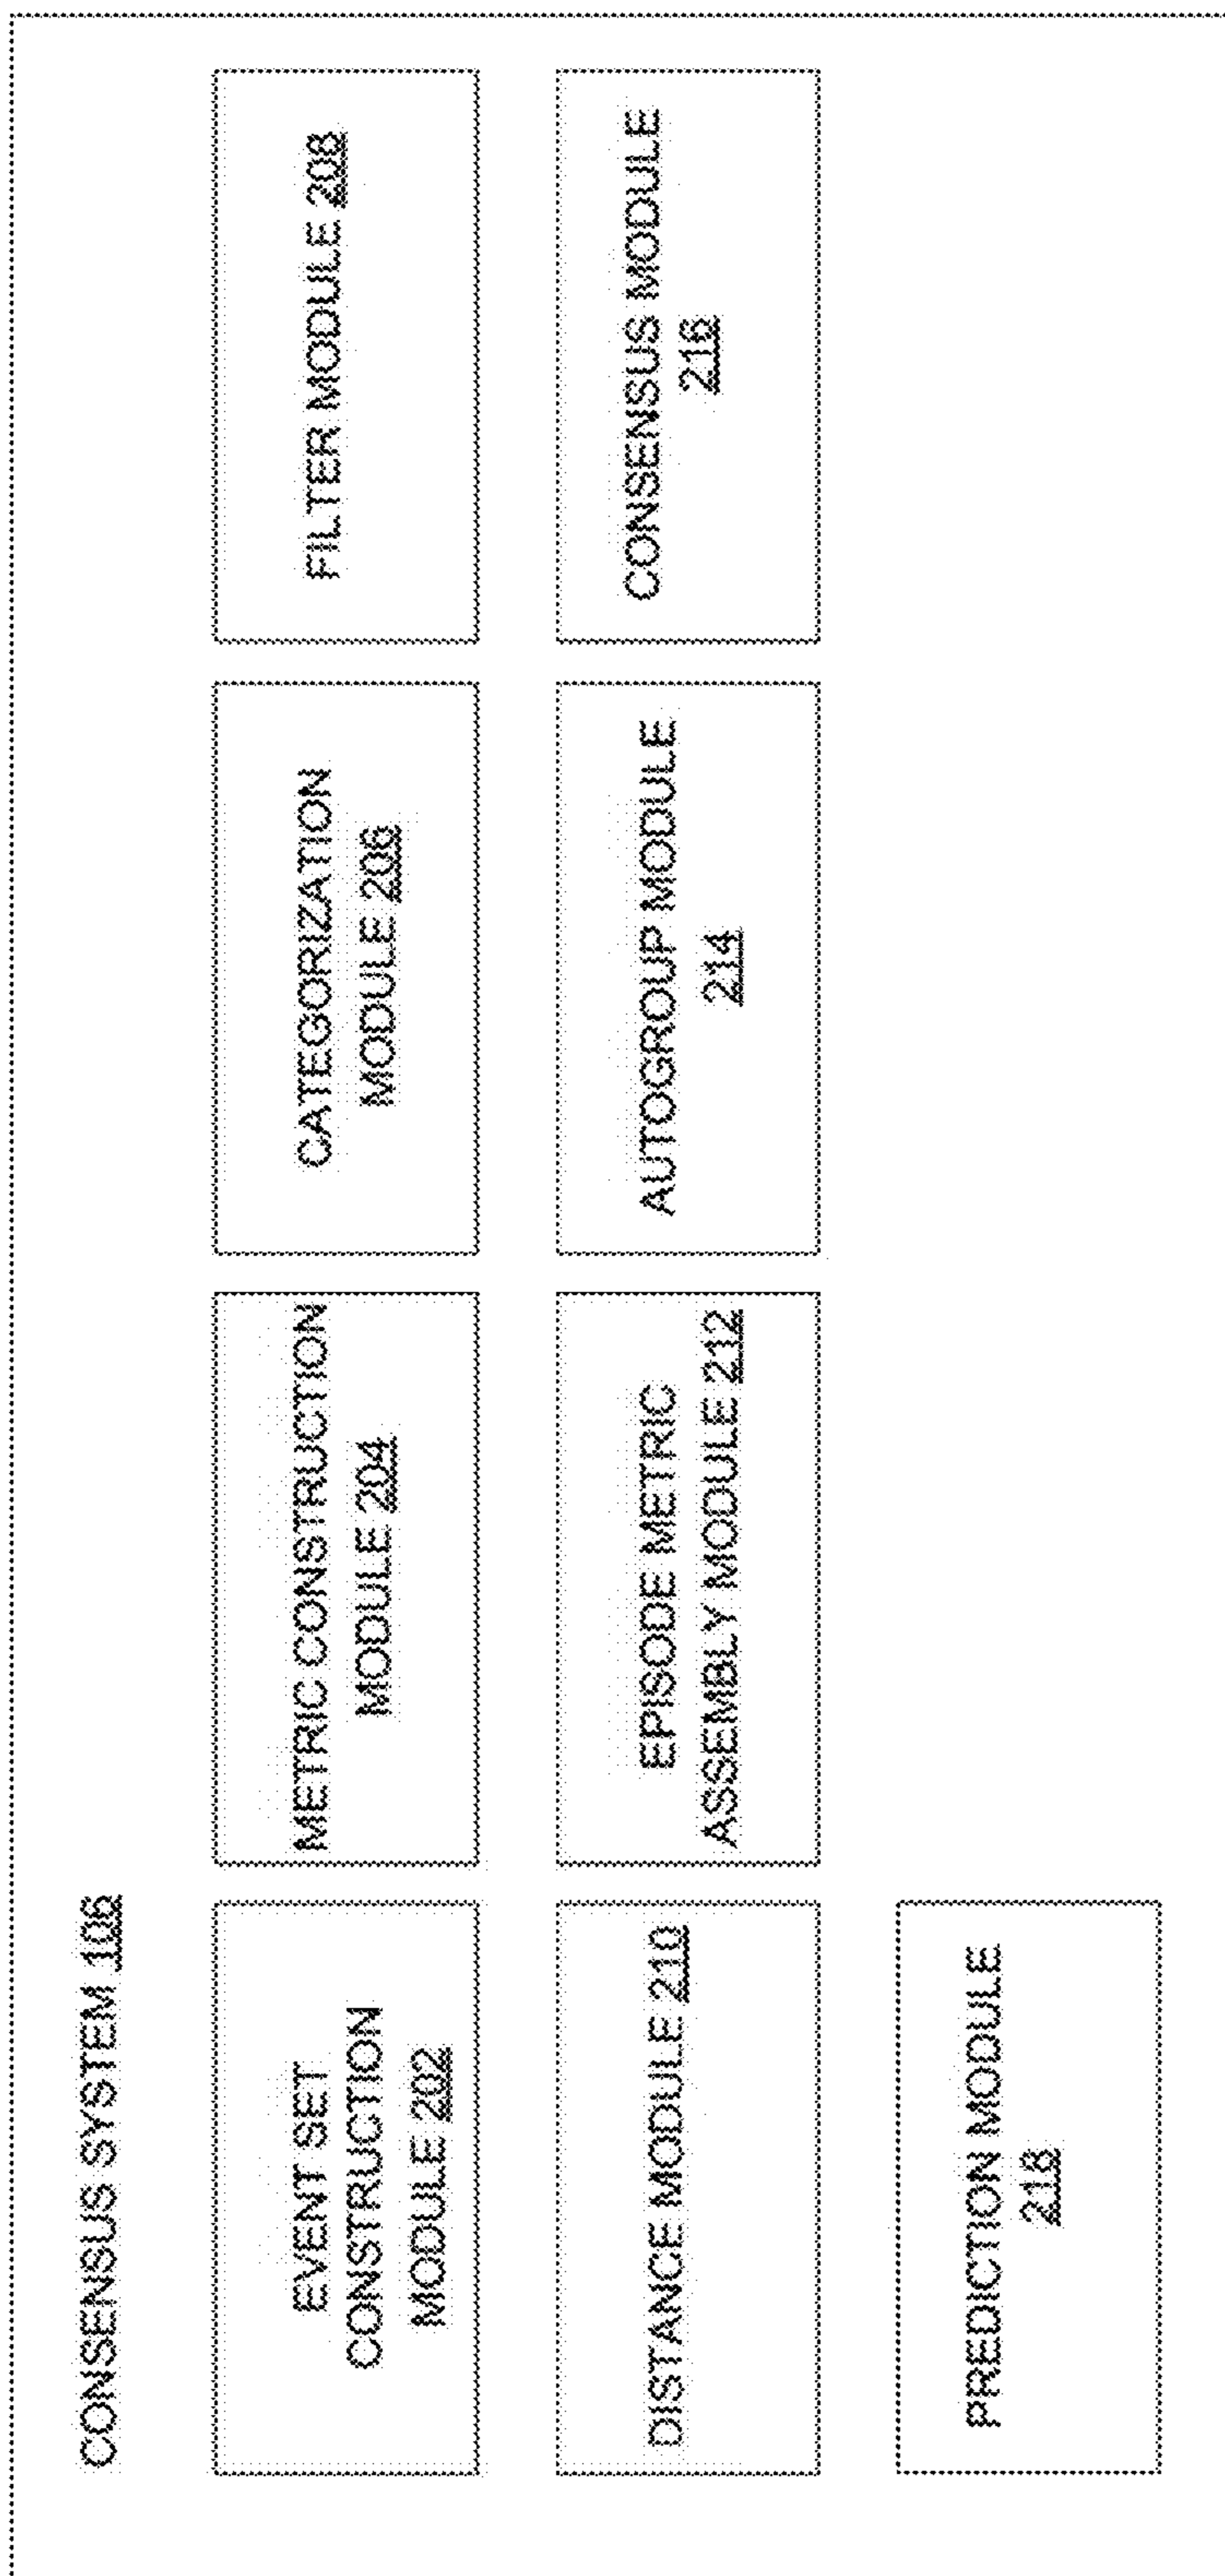 CONSENSUS SYSTEM 106
EVENT SET
CONSTRUCTION
MODULE 202
METRIC CONSTRUCTION
MODULE 204
CATEGORIZATION
MODULE 206
FILTER MODULE 208
DISTANCE MODULE 210
EPISODE METRIC
ASSEMBLY MODULE 212
AUTOGROUP MODULE
214
CONSENSUS MODULE
216
PREDICTION MODULE
218